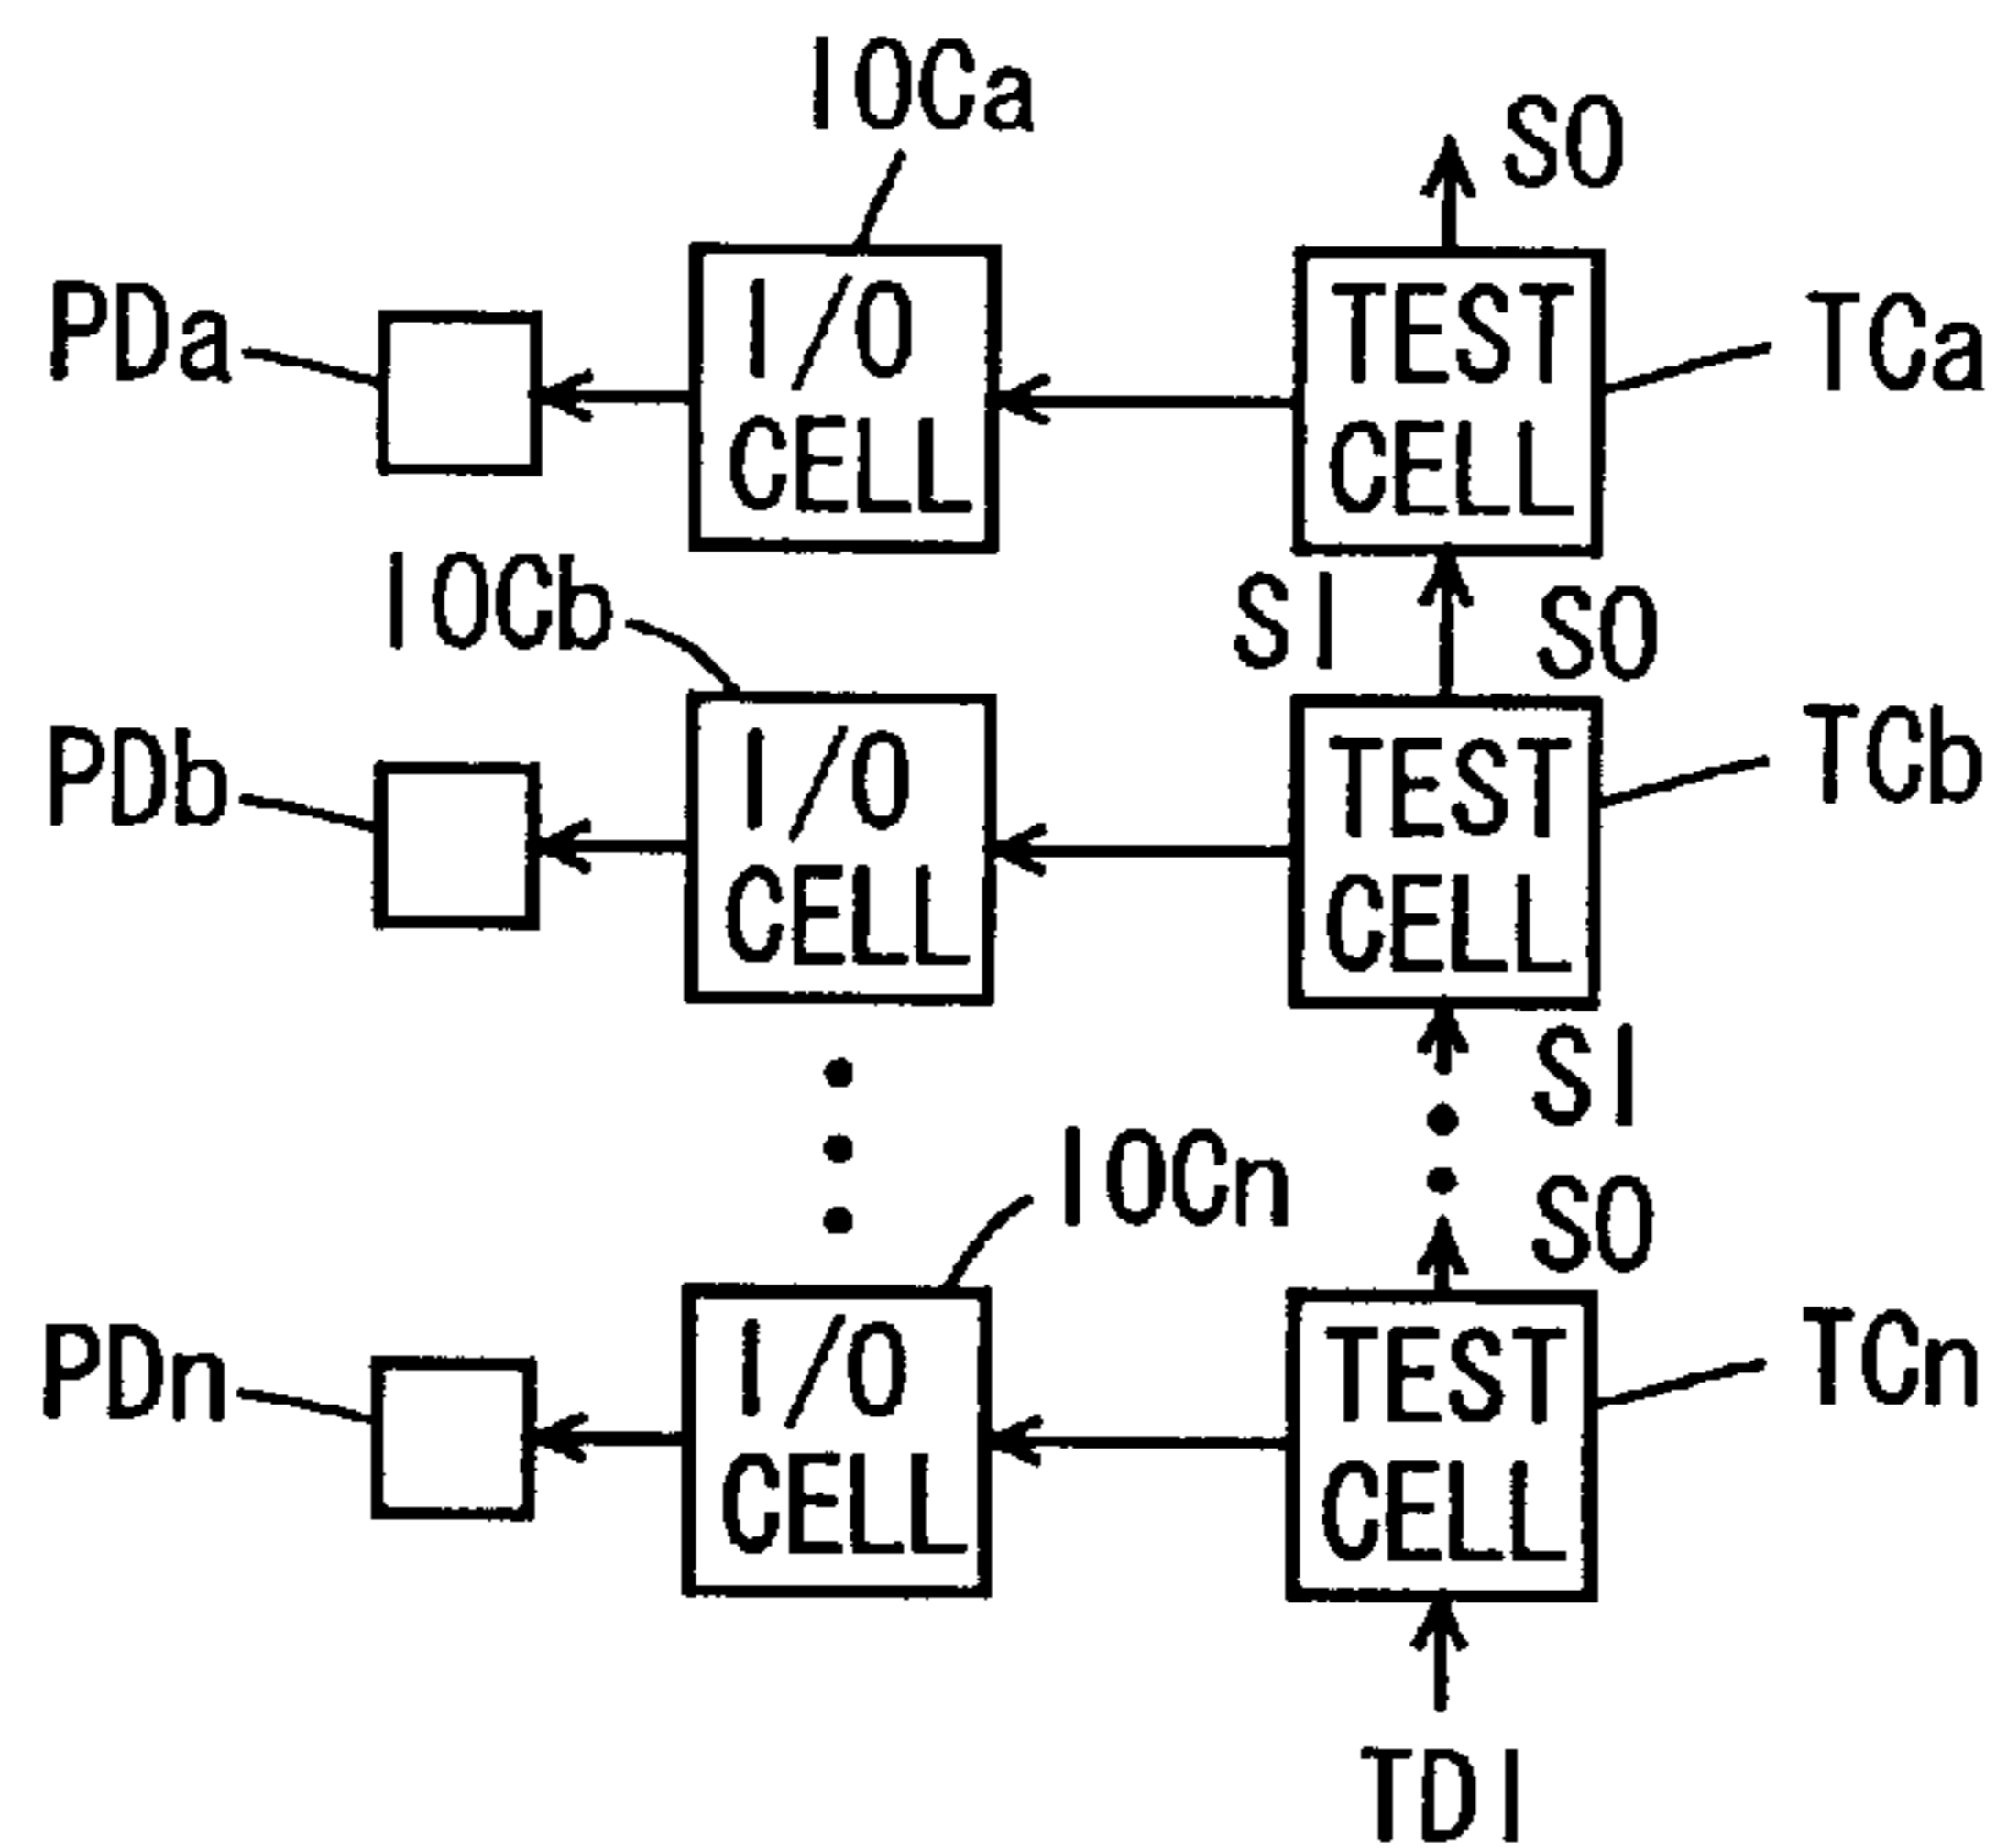 IOCa
SO
PDa
I/O
CELL
TEST
CELL
TCa
IOCb
SI
SO
PDb
I/O
CELL
TEST
CELL
TCb
SI
IOCn
SO
PDn
I/O
CELL
TEST
CELL
TCn
TDI